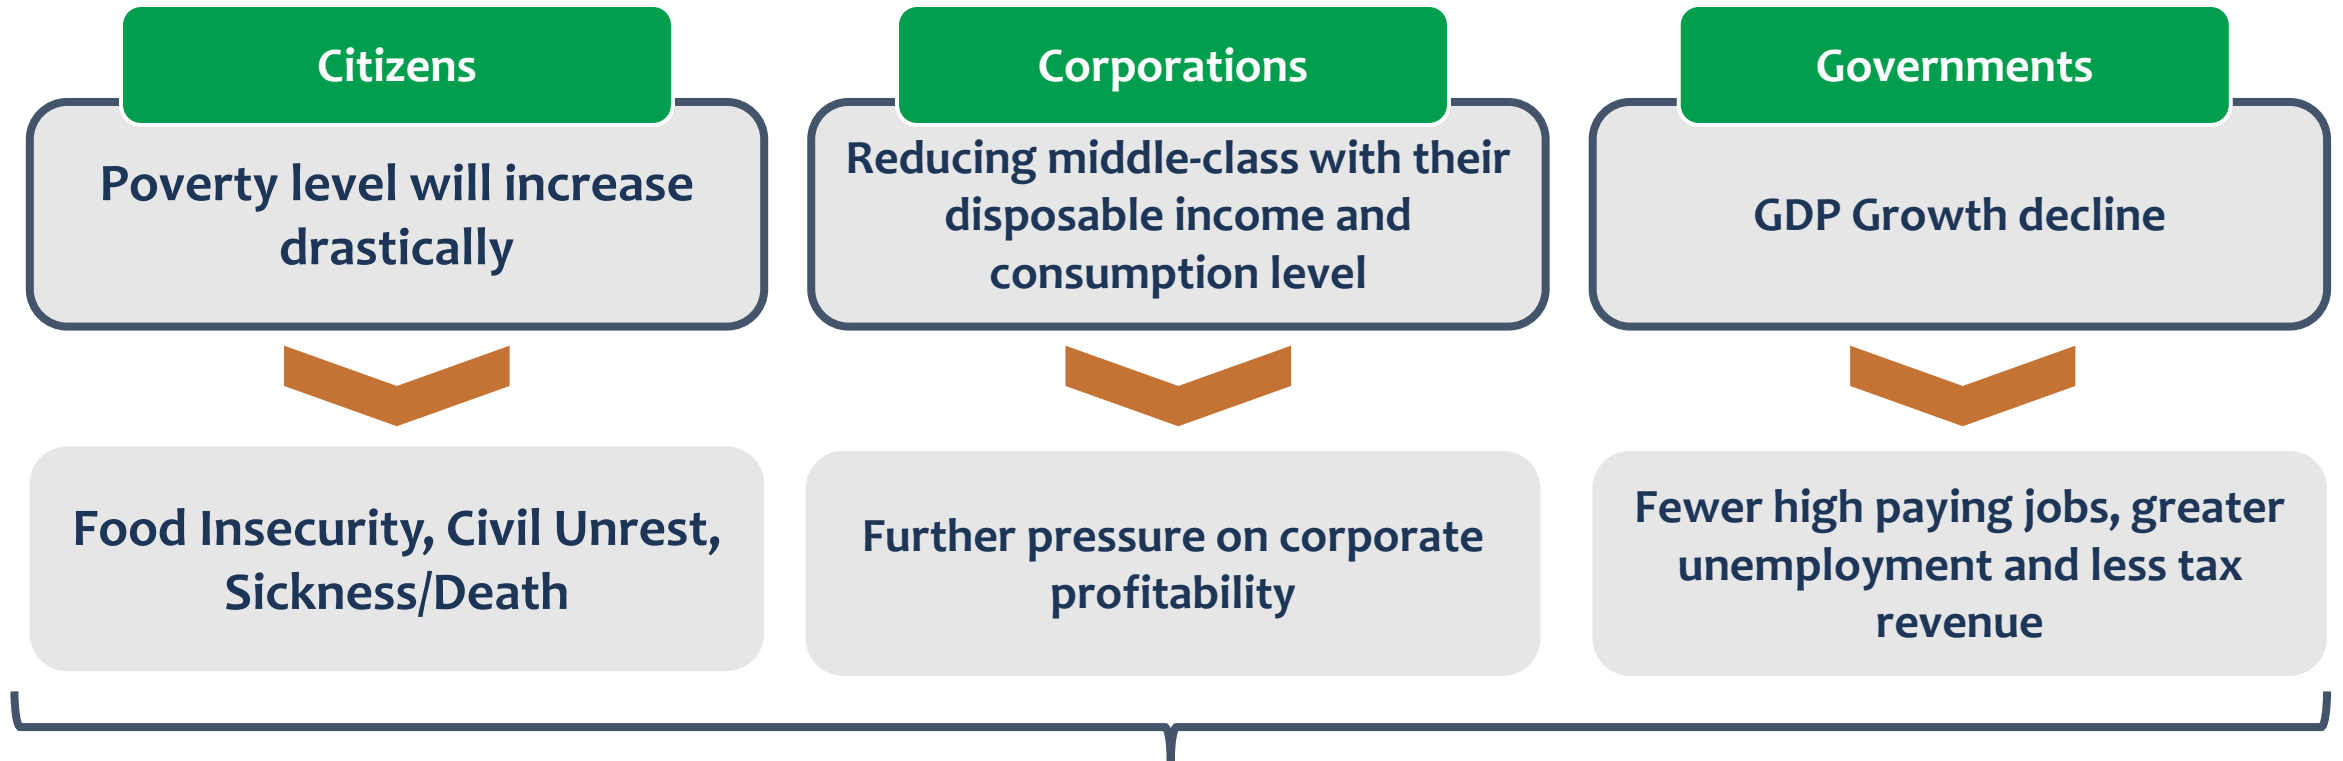 Citizens
Poverty level will increase
drastically
Food Insecurity, Civil Unrest,
Sickness/Death
Corporations
Reducing middle-class with their
disposable income and
consumption level
Further pressure on corporate
profitability
Governments
GDP Growth decline
Fewer high paying jobs, greater
unemployment and less tax
revenue